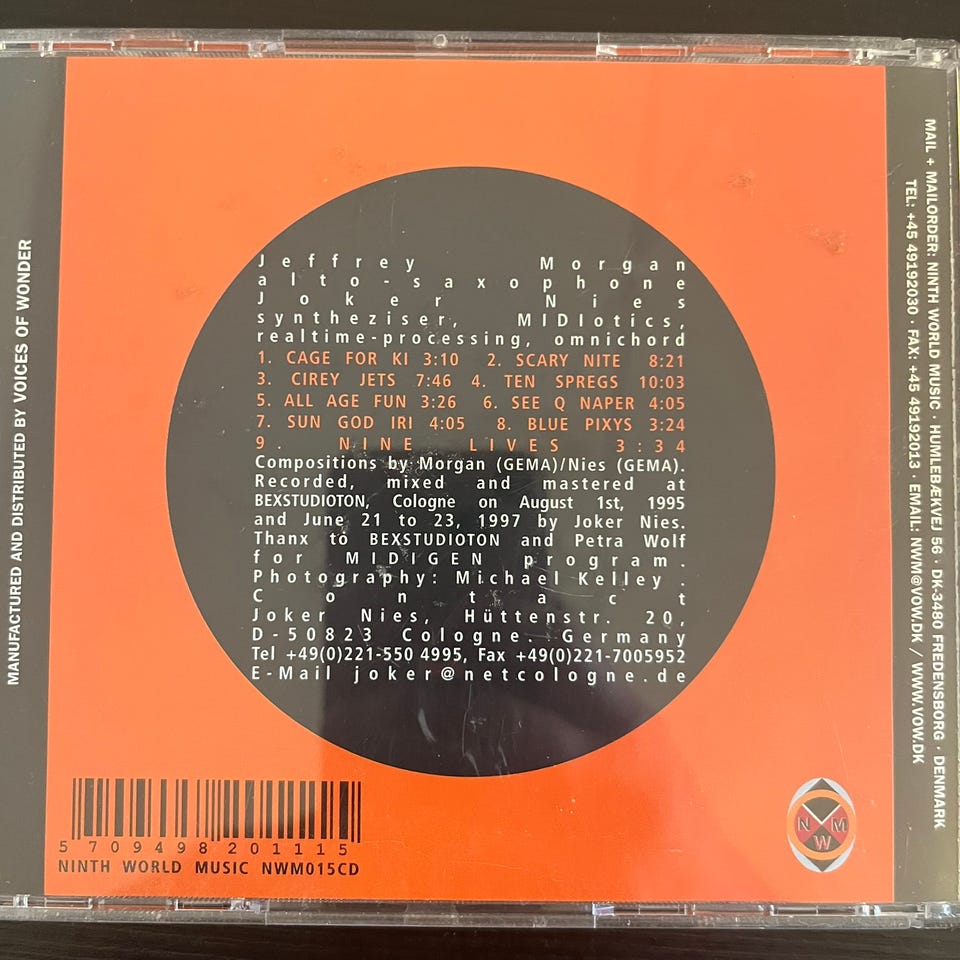 MANUFACTURED AND DISTRIBUTED BY VOICES OF WONDER
Jeffrey Morgan
alto-saxophone
Joker Nies
syntheziser, MIDIotics,
realtime-processing, omnichord
1. CAGE FOR KI 3:10 2. SCARY NITE 8:21
3. CIREY JETS 7:46 4. TEN SPREGS 10:03
5. ALL AGE FUN 3:26 6. SEE Q NAPER 4:05
7. SUN GOD IRI 4:05 8. BLUE PIXYS 3:24
9. NINE LIVES 3:34
Compositions by Morgan (GEMA)/Nies (GEMA).
Recorded, mixed and mastered at
BEXSTUDIOTON, Cologne on August 1st, 1995
and June 21 to 23, 1997 by Joker Nies.
Thanx to BEXSTUDIOTON and Petra Wolf
for MIDIGEN program.
Photography: Michael Kelley.
Contact
Joker Nies, Hüttenstr. 20,
D-50823 Cologne. Germany
Tel +49(0)221-550 4995, Fax +49(0)221-7005952
E-Mail joker@netcologne.de
5 709498 201115
NINTH WORLD MUSIC NWM015CD
N M
W
MAIL + MAILORDER: NINTH WORLD MUSIC · HUMLEBÆKVEJ 56 · DK-3480 FREDENSBORG · DENMARK
TEL: +45 49192030 · FAX: +45 49192013 · EMAIL: NWM@VOW.DK / WWW.VOW.DK